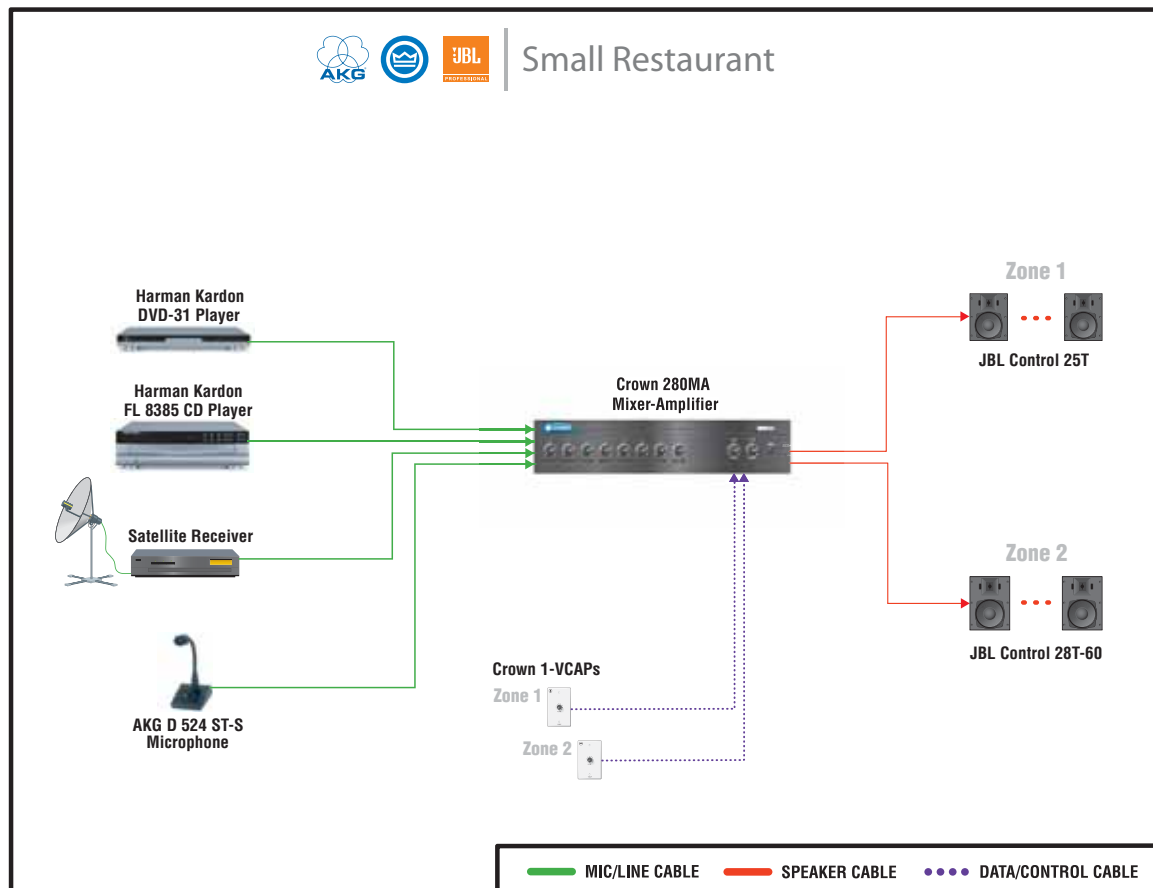 AKG
JBL
PROFESSIONAL
Small Restaurant
Harman Kardon
DVD-31 Player
Harman Kardon
FL 8385 CD Player
Satellite Receiver
AKG D 524 ST-S
Microphone
Crown 280MA
Mixer-Amplifier
Crown 1-VCAPs
Zone 1
Zone 2
Zone 1
JBL Control 25T
Zone 2
JBL Control 28T-60
MIC/LINE CABLE
SPEAKER CABLE
DATA/CONTROL CABLE